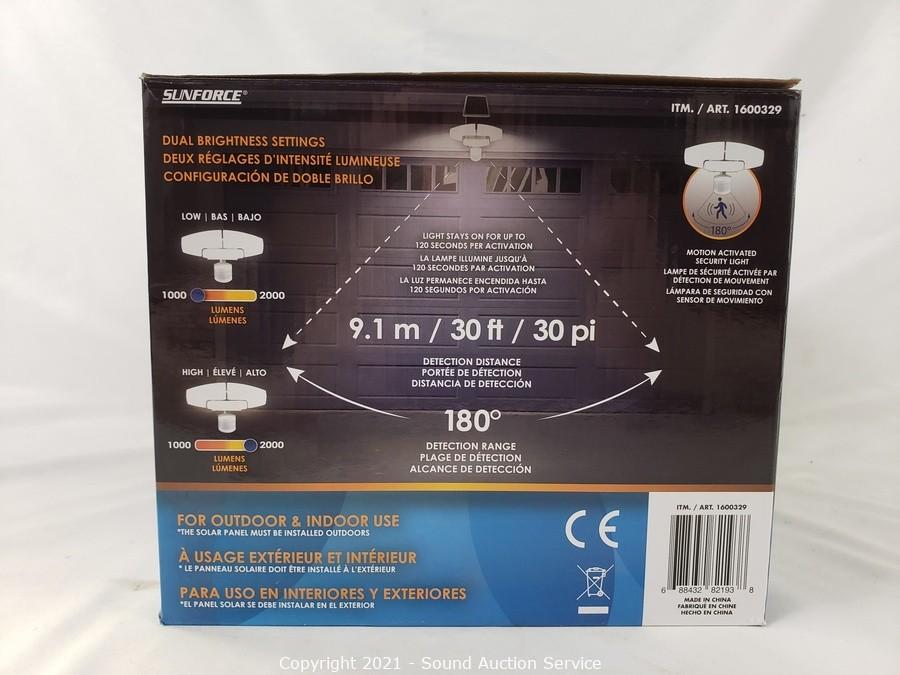 SUNFORCE®
ITM. / ART. 1600329
DUAL BRIGHTNESS SETTINGS
DEUX RÉGLAGES D'INTENSITÉ LUMINEUSE
CONFIGURACIÓN DE DOBLE BRILLO
LOW | BAS | BAJO
1000 2000
LUMENS
LÚMENES
HIGH | ÉLEVÉ | ALTO
1000 2000
LUMENS
LÚMENES
LIGHT STAYS ON FOR UP TO
120 SECONDS PER ACTIVATION
LA LAMPE ILLUMINE JUSQU'À
120 SECONDES PAR ACTIVATION
LA LUZ PERMANECE ENCENDIDA HASTA
120 SEGUNDOS POR ACTIVACIÓN
9.1 m / 30 ft / 30 pi
DETECTION DISTANCE
PORTÉE DE DÉTECTION
DISTANCIA DE DETECCIÓN
180°
DETECTION RANGE
PLAGE DE DÉTECTION
ALCANCE DE DETECCIÓN
180°
MOTION ACTIVATED
SECURITY LIGHT
LAMPE DE SÉCURITÉ ACTIVÉE PAR
DÉTECTION DE MOUVEMENT
LÁMPARA DE SEGURIDAD CON
SENSOR DE MOVIMIENTO
FOR OUTDOOR & INDOOR USE
*THE SOLAR PANEL MUST BE INSTALLED OUTDOORS
À USAGE EXTÉRIEUR ET INTÉRIEUR
* LE PANNEAU SOLAIRE DOIT ÊTRE INSTALLÉ À L'EXTÉRIEUR
PARA USO EN INTERIORES Y EXTERIORES
*EL PANEL SOLAR SE DEBE INSTALAR EN EL EXTERIOR
CE
ITM. / ART. 1600329
6 88432 82193 8
MADE IN CHINA
FABRIQUÉ EN CHINE
HECHO EN CHINA
Copyright 2021 - Sound Auction Service